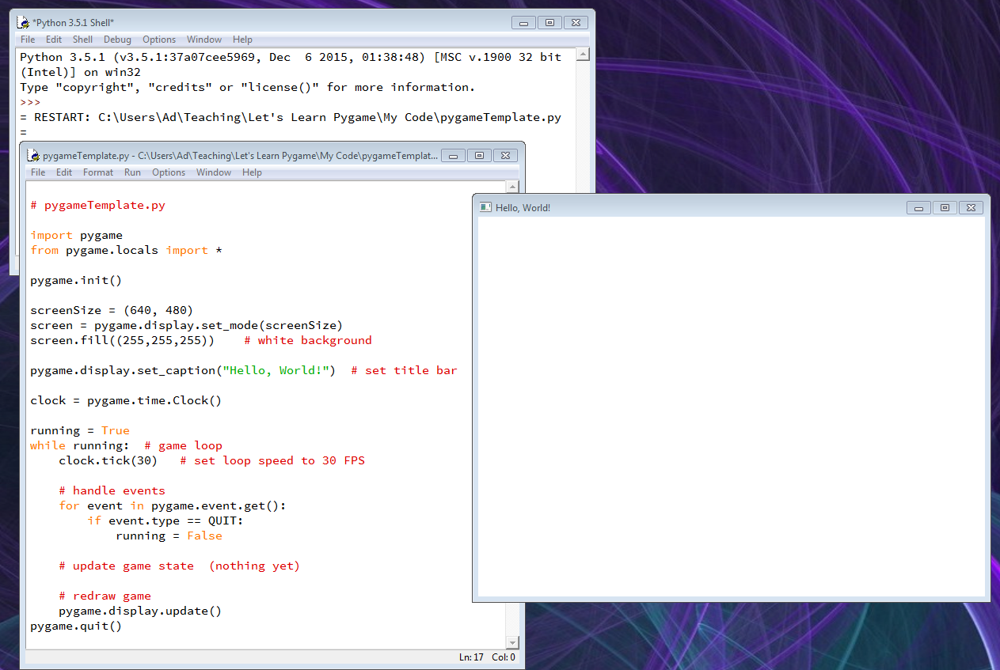 *Python 3.5.1 Shell*
File Edit Shell Debug Options Window Help
Python 3.5.1 (v3.5.1:37a07cee5969, Dec  6 2015, 01:38:48) [MSC v.1900 32 bit
(Intel)] on win32
Type "copyright", "credits" or "license()" for more information.
>>>
= RESTART: C:\Users\Ad\Teaching\Let's Learn Pygame\My Code\pygameTemplate.py
=
pygameTemplate.py - C:\Users\Ad\Teaching\Let's Learn Pygame\My Code\pygameTemplat...
File Edit Format Run Options Window Help
# pygameTemplate.py
import pygame
from pygame.locals import *
pygame.init()
screenSize = (640, 480)
screen = pygame.display.set_mode(screenSize)
screen.fill((255,255,255))    # white background
pygame.display.set_caption("Hello, World!")  # set title bar
clock = pygame.time.Clock()
running = True
while running:  # game loop
    clock.tick(30)   # set loop speed to 30 FPS
    # handle events
    for event in pygame.event.get():
        if event.type == QUIT:
            running = False
    # update game state  (nothing yet)
    # redraw game
    pygame.display.update()
pygame.quit()
Ln: 17 Col: 0
Hello, World!